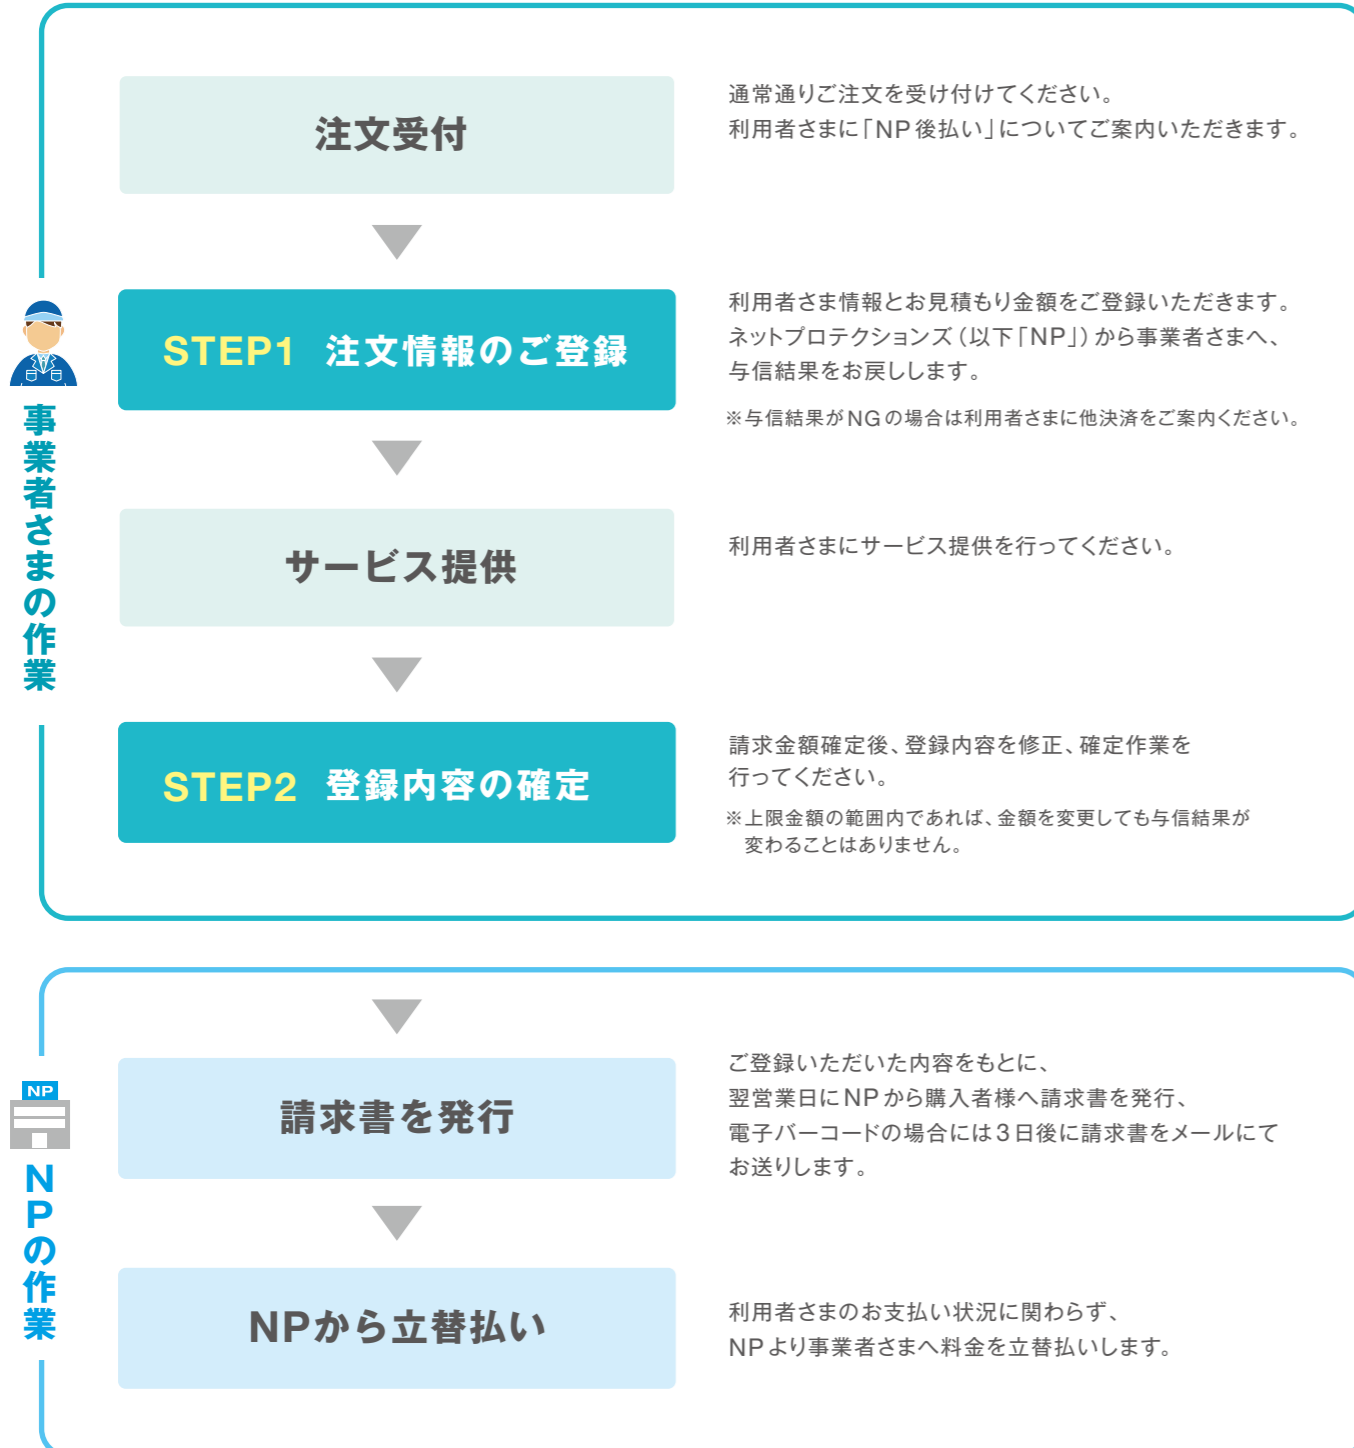 注文受付
通常通りご注文を受け付けてください。
利用者さまに「NP後払い」についてご案内いただきます。
事業者さまの作業
STEP1 注文情報のご登録
利用者さま情報とお見積もり金額をご登録いただきます。
ネットプロテクションズ(以下「NP」)から事業者さまへ、
与信結果をお戻しします。
※与信結果がNGの場合は利用者さまに他決済をご案内ください。
サービス提供
利用者さまにサービス提供を行ってください。
STEP2 登録内容の確定
請求金額確定後、登録内容を修正、確定作業を
行ってください。
※上限金額の範囲内であれば、金額を変更しても与信結果が
変わることはありません。
NP
NPの作業
請求書を発行
ご登録いただいた内容をもとに、
翌営業日にNPから購入者様へ請求書を発行、
電子バーコードの場合には3日後に請求書をメールにて
お送りします。
NPから立替払い
利用者さまのお支払い状況に関わらず、
NPより事業者さまへ料金を立替払いします。